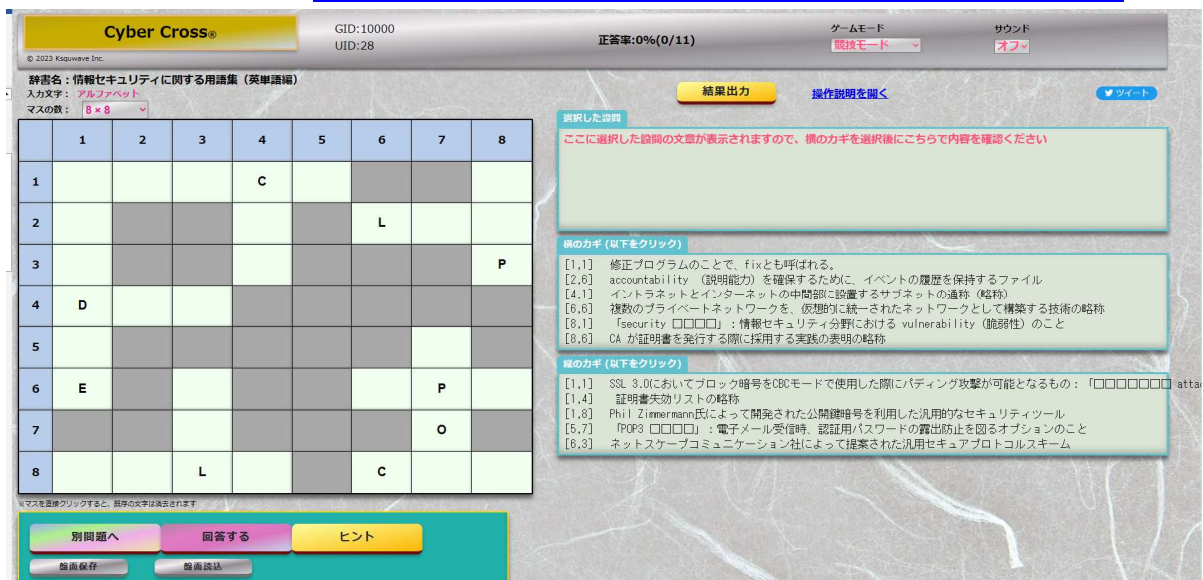 Cyber Cross®
© 2023 Ksquwave Inc.
GID:10000
UID:28
正答率:0%(0/11)
ゲームモード
競技モード
サウンド
オフ
辞書名：情報セキュリティに関する用語集（英単語編）
入力文字： アルファベット
マスの数： 8×8
結果出力
操作説明を開く
ツイート
1 2 3 4 5 6 7 8
1 C
2 L
3 P
4 D
5
6 E P
7 O
8 L C
※マスを直接クリックすると、既存の文字は消去されます
別問題へ
回答する
ヒント
盤面保存
盤面読込
選択した設問
ここに選択した設問の文章が表示されますので、横のカギを選択後にこちらで内容を確認ください
横のカギ (以下をクリック)
[1,1] 修正プログラムのことで、fixとも呼ばれる。
[2,6] accountability （説明能力）を確保するために、イベントの履歴を保持するファイル
[4,1] イントラネットとインターネットの中間部に設置するサブネットの通称（略称）
[6,6] 複数のプライベートネットワークを、仮想的に統一されたネットワークとして構築する技術の略称
[8,1] 「security □□□□」：情報セキュリティ分野における vulnerability（脆弱性）のこと
[8,6] CA が証明書を発行する際に採用する実践の表明の略称
縦のカギ (以下をクリック)
[1,1] SSL 3.0においてブロック暗号をCBCモードで使用した際にパディング攻撃が可能となるもの：「□□□□□□□ attac
[1,4] 証明書失効リストの略称
[1,8] Phil Zimmermann氏によって開発された公開鍵暗号を利用した汎用的なセキュリティツール
[5,7] 「POP3 □□□□」：電子メール受信時、認証用パスワードの露出防止を図るオプションのこと
[6,3] ネットスケープコミュニケーション社によって提案された汎用セキュアプロトコルスキーム